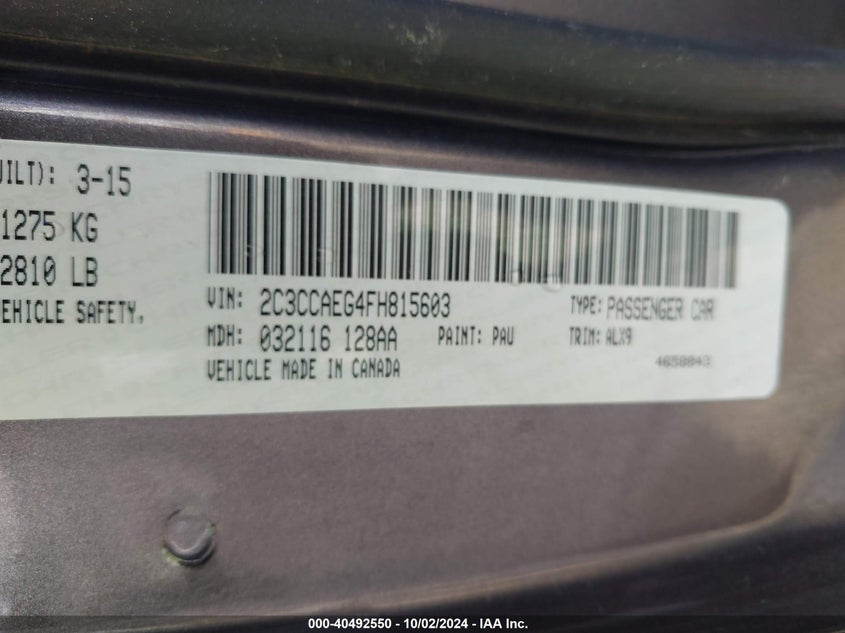 UILT): 3-15
1275 KG
2810 LB
EHICLE SAFETY,
VIN: 2C3CCAEG4FH815603
TYPE: PASSENGER CAR
MDH: 032116 128AA
PAINT: PAU
TRIM: ALX9
VEHICLE MADE IN CANADA
4658843
000-40492550 - 10/02/2024 - IAA Inc.